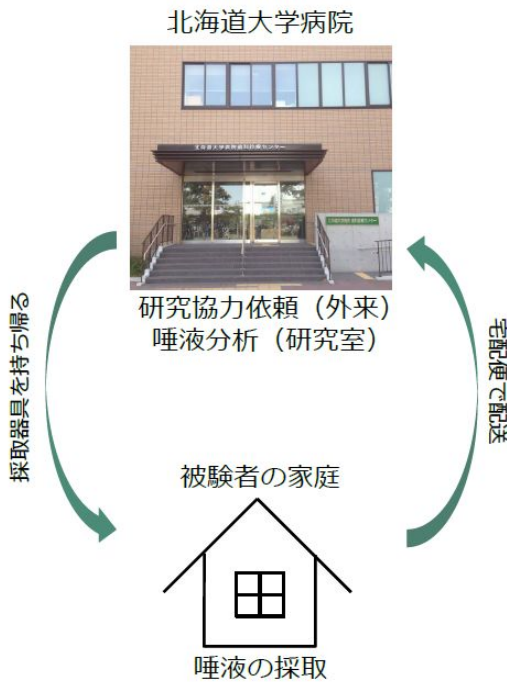 北海道大学病院
研究協力依頼（外来）
唾液分析（研究室）
採取器具を持ち帰る
宅配便で配送
被験者の家庭
唾液の採取